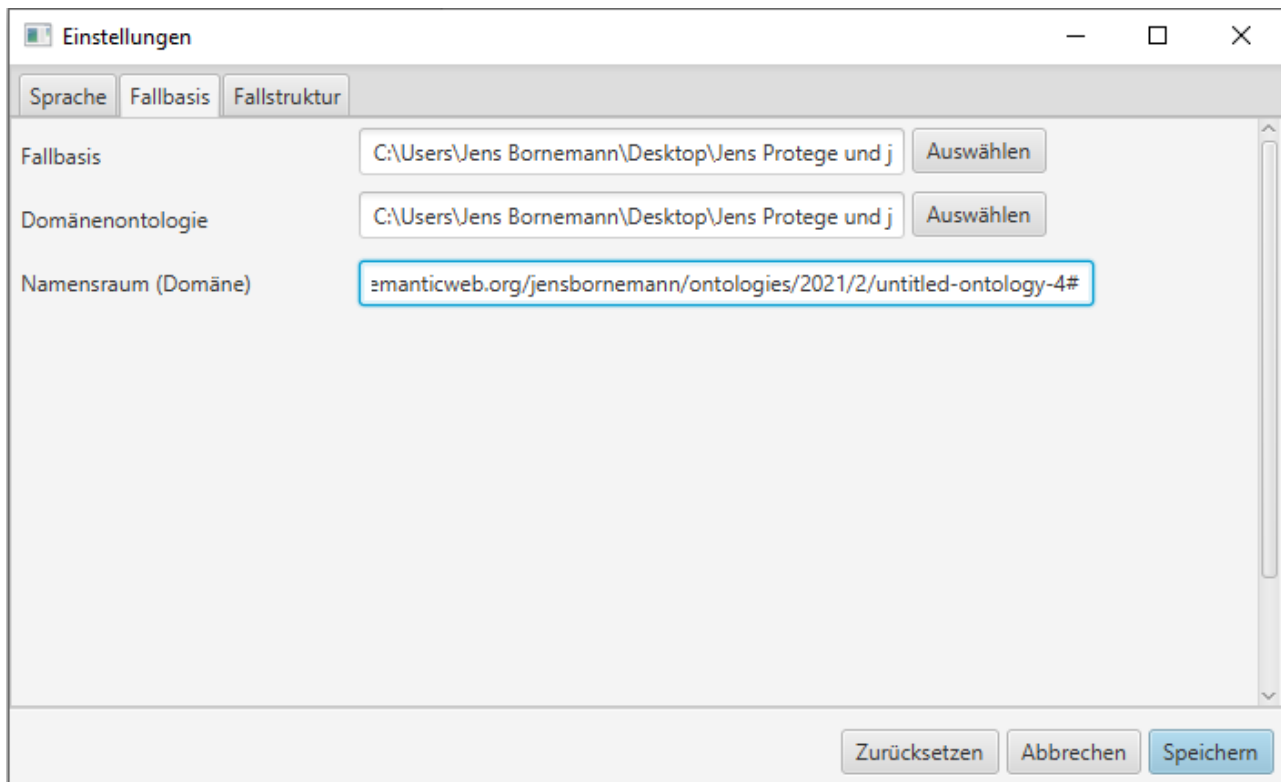 Einstellungen
Sprache Fallbasis Fallstruktur
Fallbasis C:\Users\Jens Bornemann\Desktop\Jens Protege und j Auswählen
Domänenontologie C:\Users\Jens Bornemann\Desktop\Jens Protege und j Auswählen
Namensraum (Domäne) emanticweb.org/jensbornemann/ontologies/2021/2/untitled-ontology-4#
Zurücksetzen Abbrechen Speichern